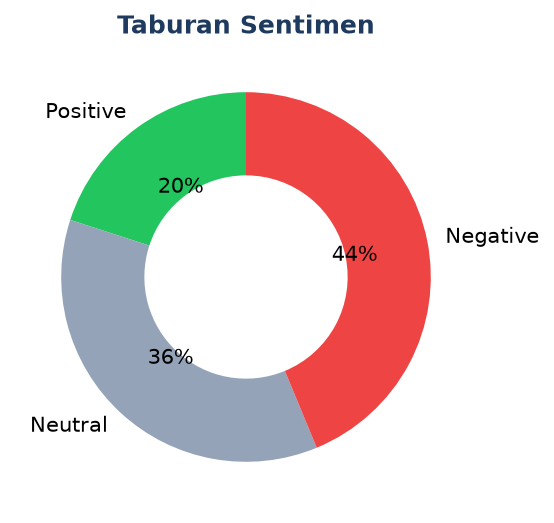 Taburan Sentimen
Positive
20%
Negative
44%
36%
Neutral